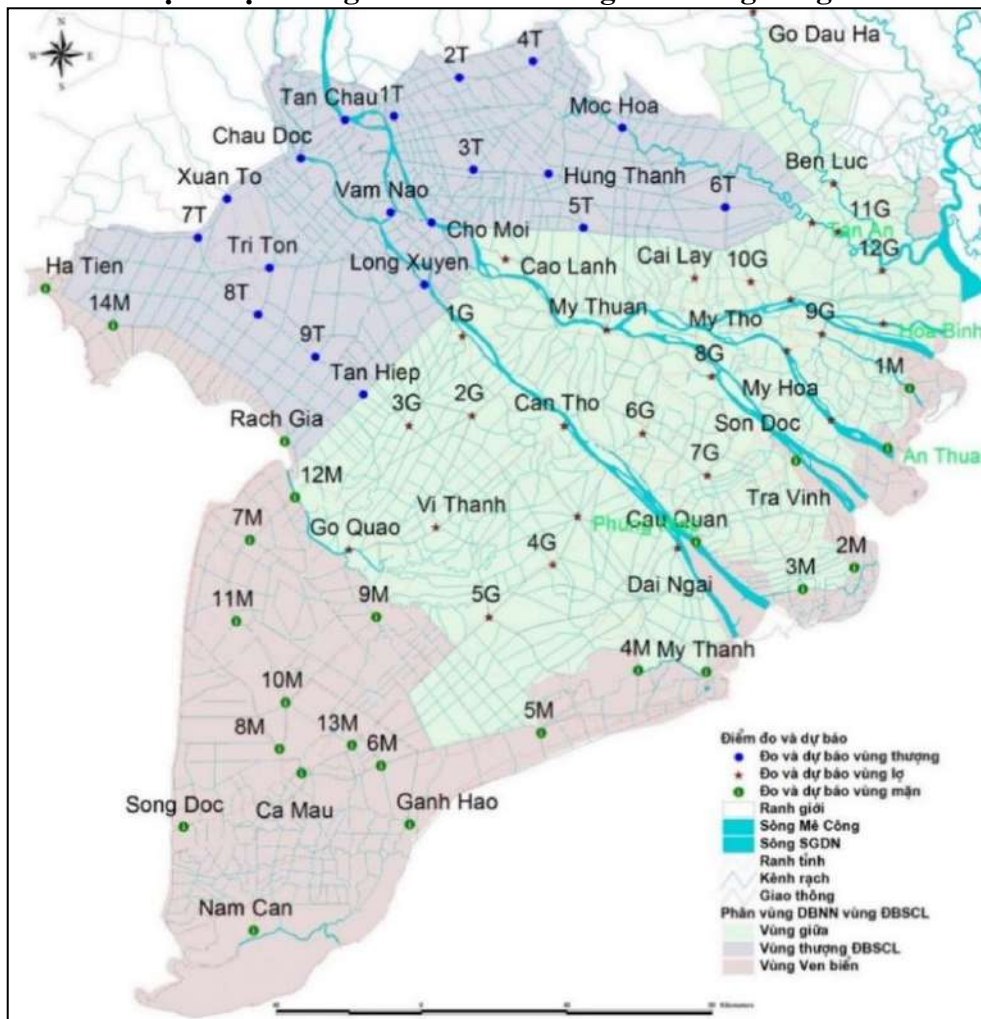 N
W E
S
Go Dau Ha
4T
2T
Tan Chau
1T
Moc Hoa
Chau Doc
Ben Luc
3T
Xuan To
Hung Thanh
Vam Nao
6T
11G
7T
5T
Tan An
Cho Moi
Tri Ton
12G
Ha Tien
Long Xuyen
Cao Lanh
Cai Lay
10G
8T
14M
1G
My Thuan
My Tho
9G
Hoa Binh
9T
8G
1M
Tan Hiep
My Hoa
2G
Can Tho
3G
6G
Rach Gia
Son Doc
An Thua
7G
12M
Tra Vinh
Vi Thanh
7M
Go Quao
Cau Quan
4G
2M
3M
Dai Ngai
11M
9M
5G
4M
My Thanh
10M
5M
8M
13M
6M
Điểm đo và dự báo
Đo và dự báo vùng thượng
Đo và dự báo vùng lợ
Đo và dự báo vùng mặn
Song Doc
Ca Mau
Ganh Hao
Ranh giới
Sông Mê Công
Sông SGDN
Ranh tỉnh
Kênh rạch
Giao thông
Nam Can
Phân vùng DBNN vùng ĐBSCL
Vùng giữa
Vùng thượng ĐBSCL
Vùng Ven biển
0
Kilometers